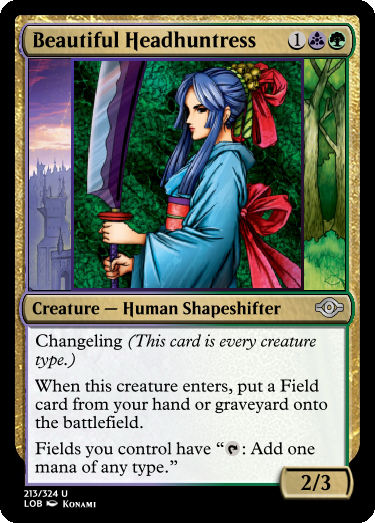 Beautiful Headhuntress 1
Creature — Human Shapeshifter
Changeling (This card is every creature
type.)
When this creature enters, put a Field
card from your hand or graveyard onto
the battlefield.
Fields you control have “: Add one
mana of any type.”
2/3
213/324 U
LOB Konami